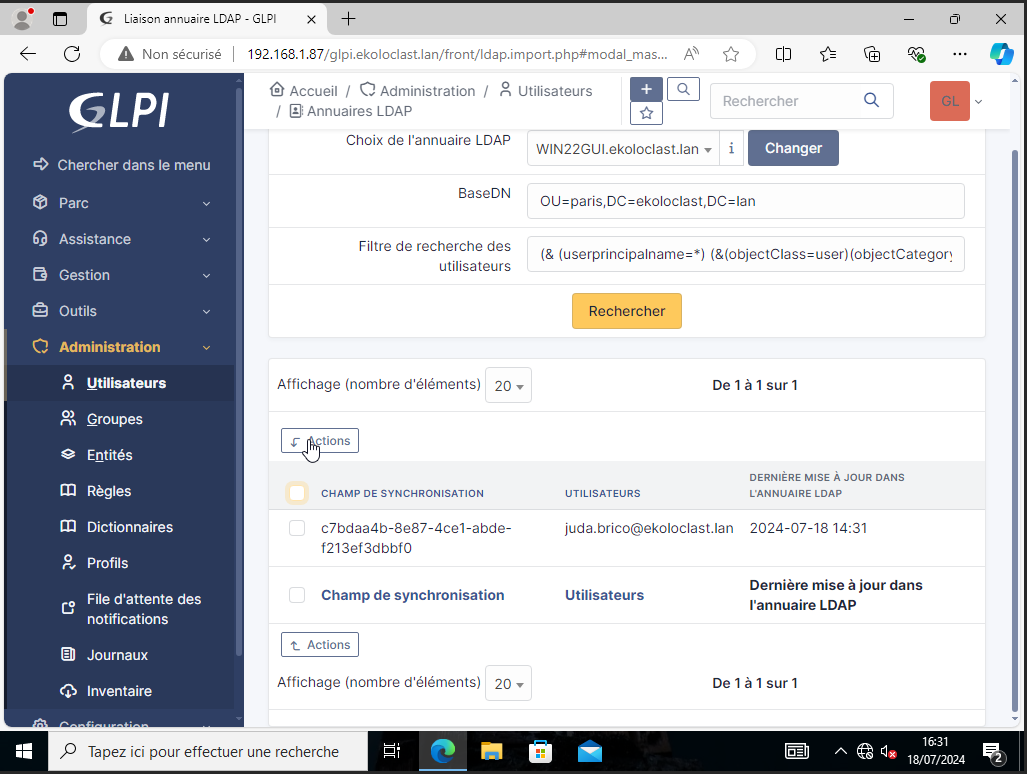 Liaison annuaire LDAP - GLPI
Non sécurisé
192.168.1.87/glpi.ekoloclast.lan/front/ldap.import.php#modal_mas...
GLPI
Chercher dans le menu
Parc
Assistance
Gestion
Outils
Administration
Utilisateurs
Groupes
Entités
Règles
Dictionnaires
Profils
File d'attente des
notifications
Journaux
Inventaire
Configuration
Accueil / Administration / Utilisateurs
/ Annuaires LDAP
Rechercher
GL
Choix de l'annuaire LDAP
WIN22GUI.ekoloclast.lan
i
Changer
BaseDN
OU=paris,DC=ekoloclast,DC=lan
Filtre de recherche des
utilisateurs
(& (userprincipalname=*) (&(objectClass=user)(objectCategory
Rechercher
Affichage (nombre d'éléments) 20
De 1 à 1 sur 1
Actions
CHAMP DE SYNCHRONISATION
UTILISATEURS
DERNIÈRE MISE À JOUR DANS
L'ANNUAIRE LDAP
c7bdaa4b-8e87-4ce1-abde-
f213ef3dbbf0
juda.brico@ekoloclast.lan
2024-07-18 14:31
Champ de synchronisation
Utilisateurs
Dernière mise à jour dans
l'annuaire LDAP
Actions
Affichage (nombre d'éléments) 20
De 1 à 1 sur 1
Tapez ici pour effectuer une recherche
16:31
18/07/2024
2